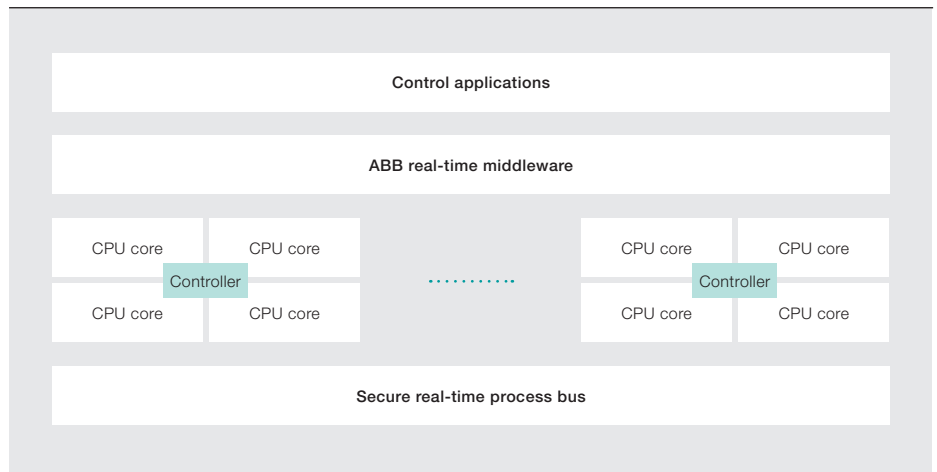 Control applications
ABB real-time middleware
CPU core CPU core CPU core CPU core
Controller Controller
CPU core CPU core CPU core CPU core
Secure real-time process bus